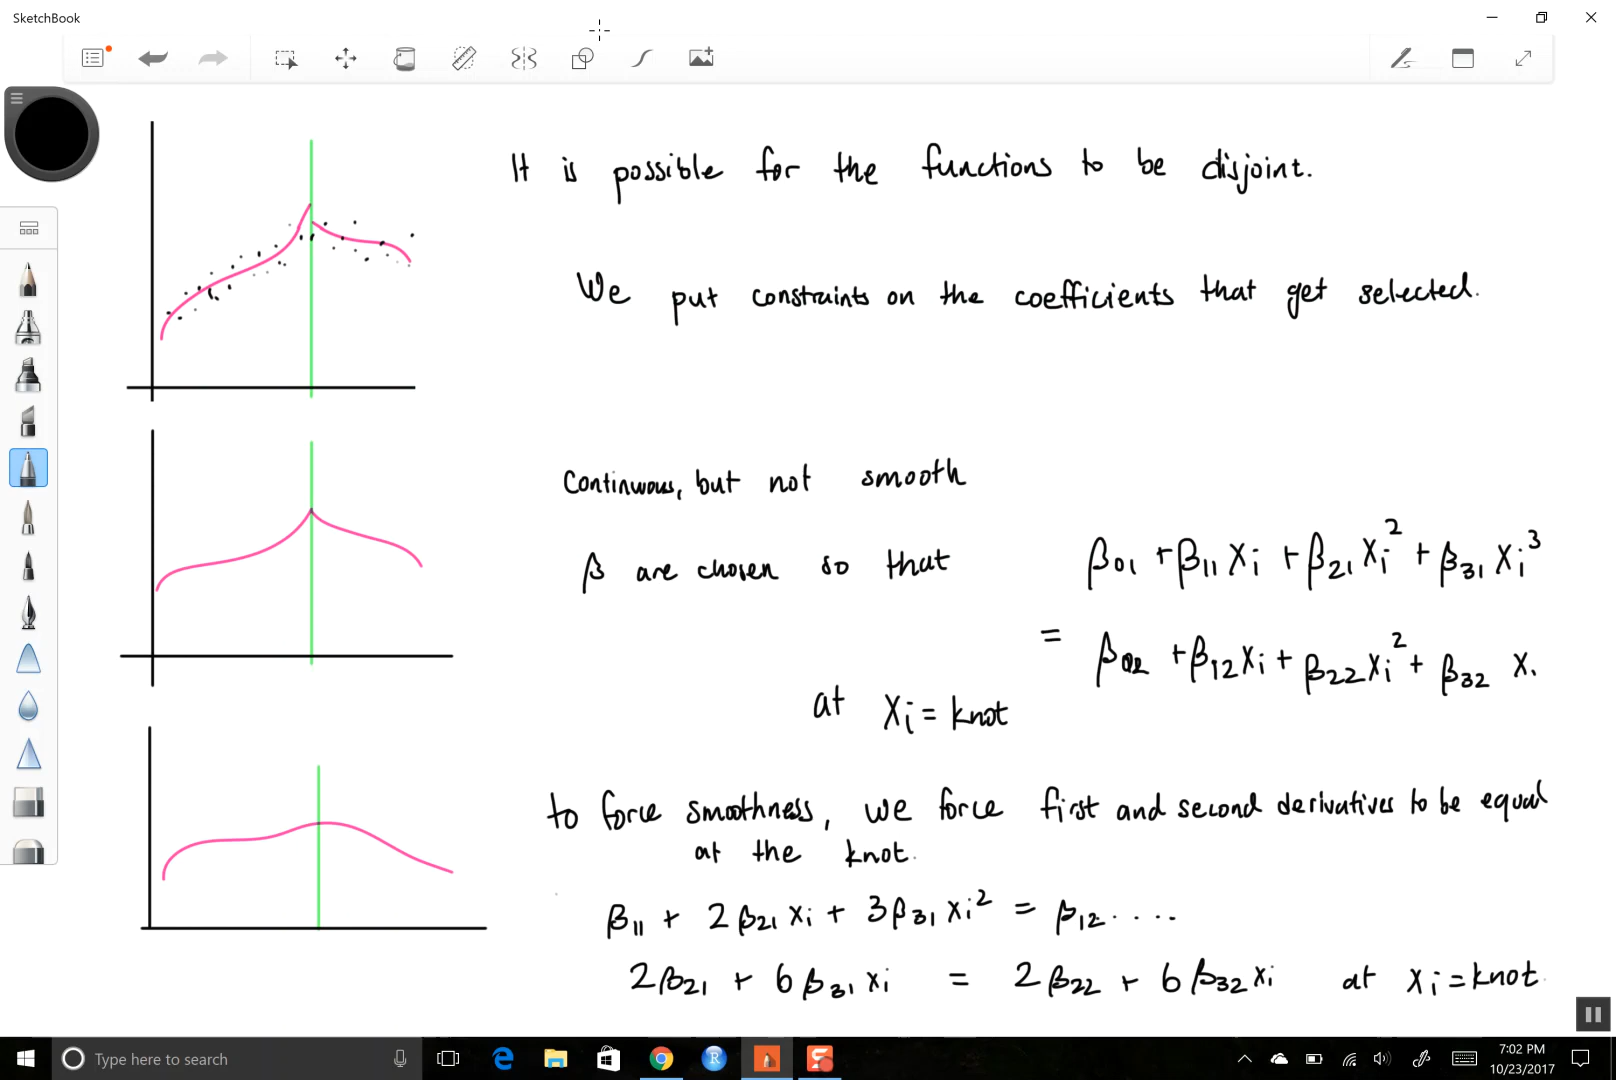 SketchBook
It is possible for the functions to be disjoint.
We put constraints on the coefficients that get selected.
Continuous, but not smooth
β are chosen so that
β₀₁ + β₁₁ Xᵢ + β₂₁ Xᵢ² + β₃₁ Xᵢ³
= β₀₂ + β₁₂ Xᵢ + β₂₂ Xᵢ² + β₃₂ X.
at Xᵢ = knot
to force smoothness, we force first and second derivatives to be equal
at the knot.
β₁₁ + 2β₂₁ Xᵢ + 3β₃₁ Xᵢ² = β₁₂ ....
2β₂₁ + 6β₃₁ Xᵢ = 2β₂₂ + 6β₃₂ Xᵢ at Xᵢ = knot.
Type here to search
7:02 PM
10/23/2017